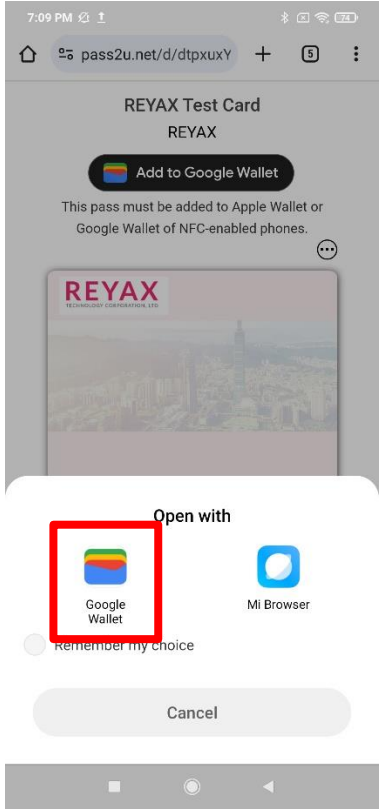 7:09 PM
74
pass2u.net/d/dtpxuxY
5
REYAX Test Card
REYAX
Add to Google Wallet
This pass must be added to Apple Wallet or
Google Wallet of NFC-enabled phones.
REYAX
TECHNOLOGY CORPORATION, LTD
Open with
Google
Wallet
Mi Browser
Remember my choice
Cancel